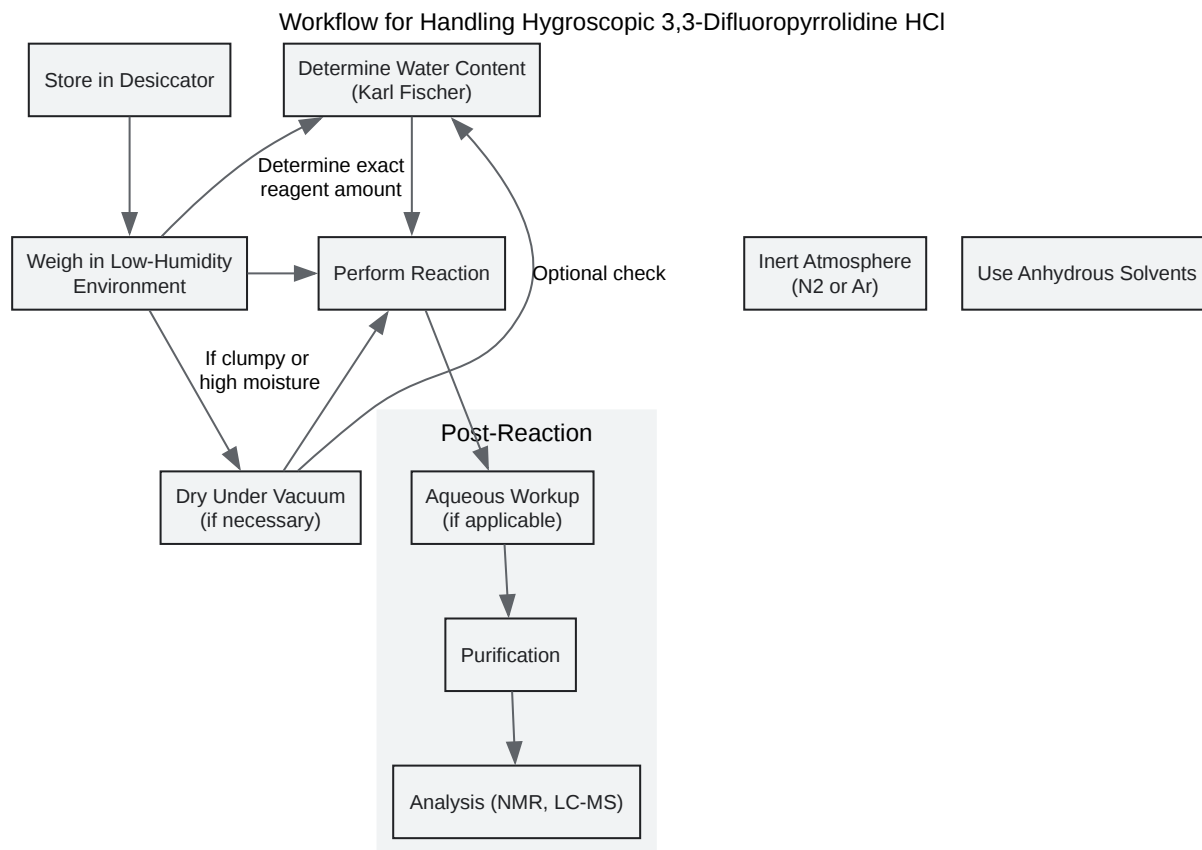 Workflow for Handling Hygroscopic 3,3-Difluoropyrrolidine HCl
Store in Desiccator
Determine Water Content
(Karl Fischer)
Determine exact
reagent amount
Weigh in Low-Humidity
Environment
Perform Reaction
Optional check
Inert Atmosphere
(N2 or Ar)
Use Anhydrous Solvents
If clumpy or
high moisture
Post-Reaction
Dry Under Vacuum
(if necessary)
Aqueous Workup
(if applicable)
Purification
Analysis (NMR, LC-MS)